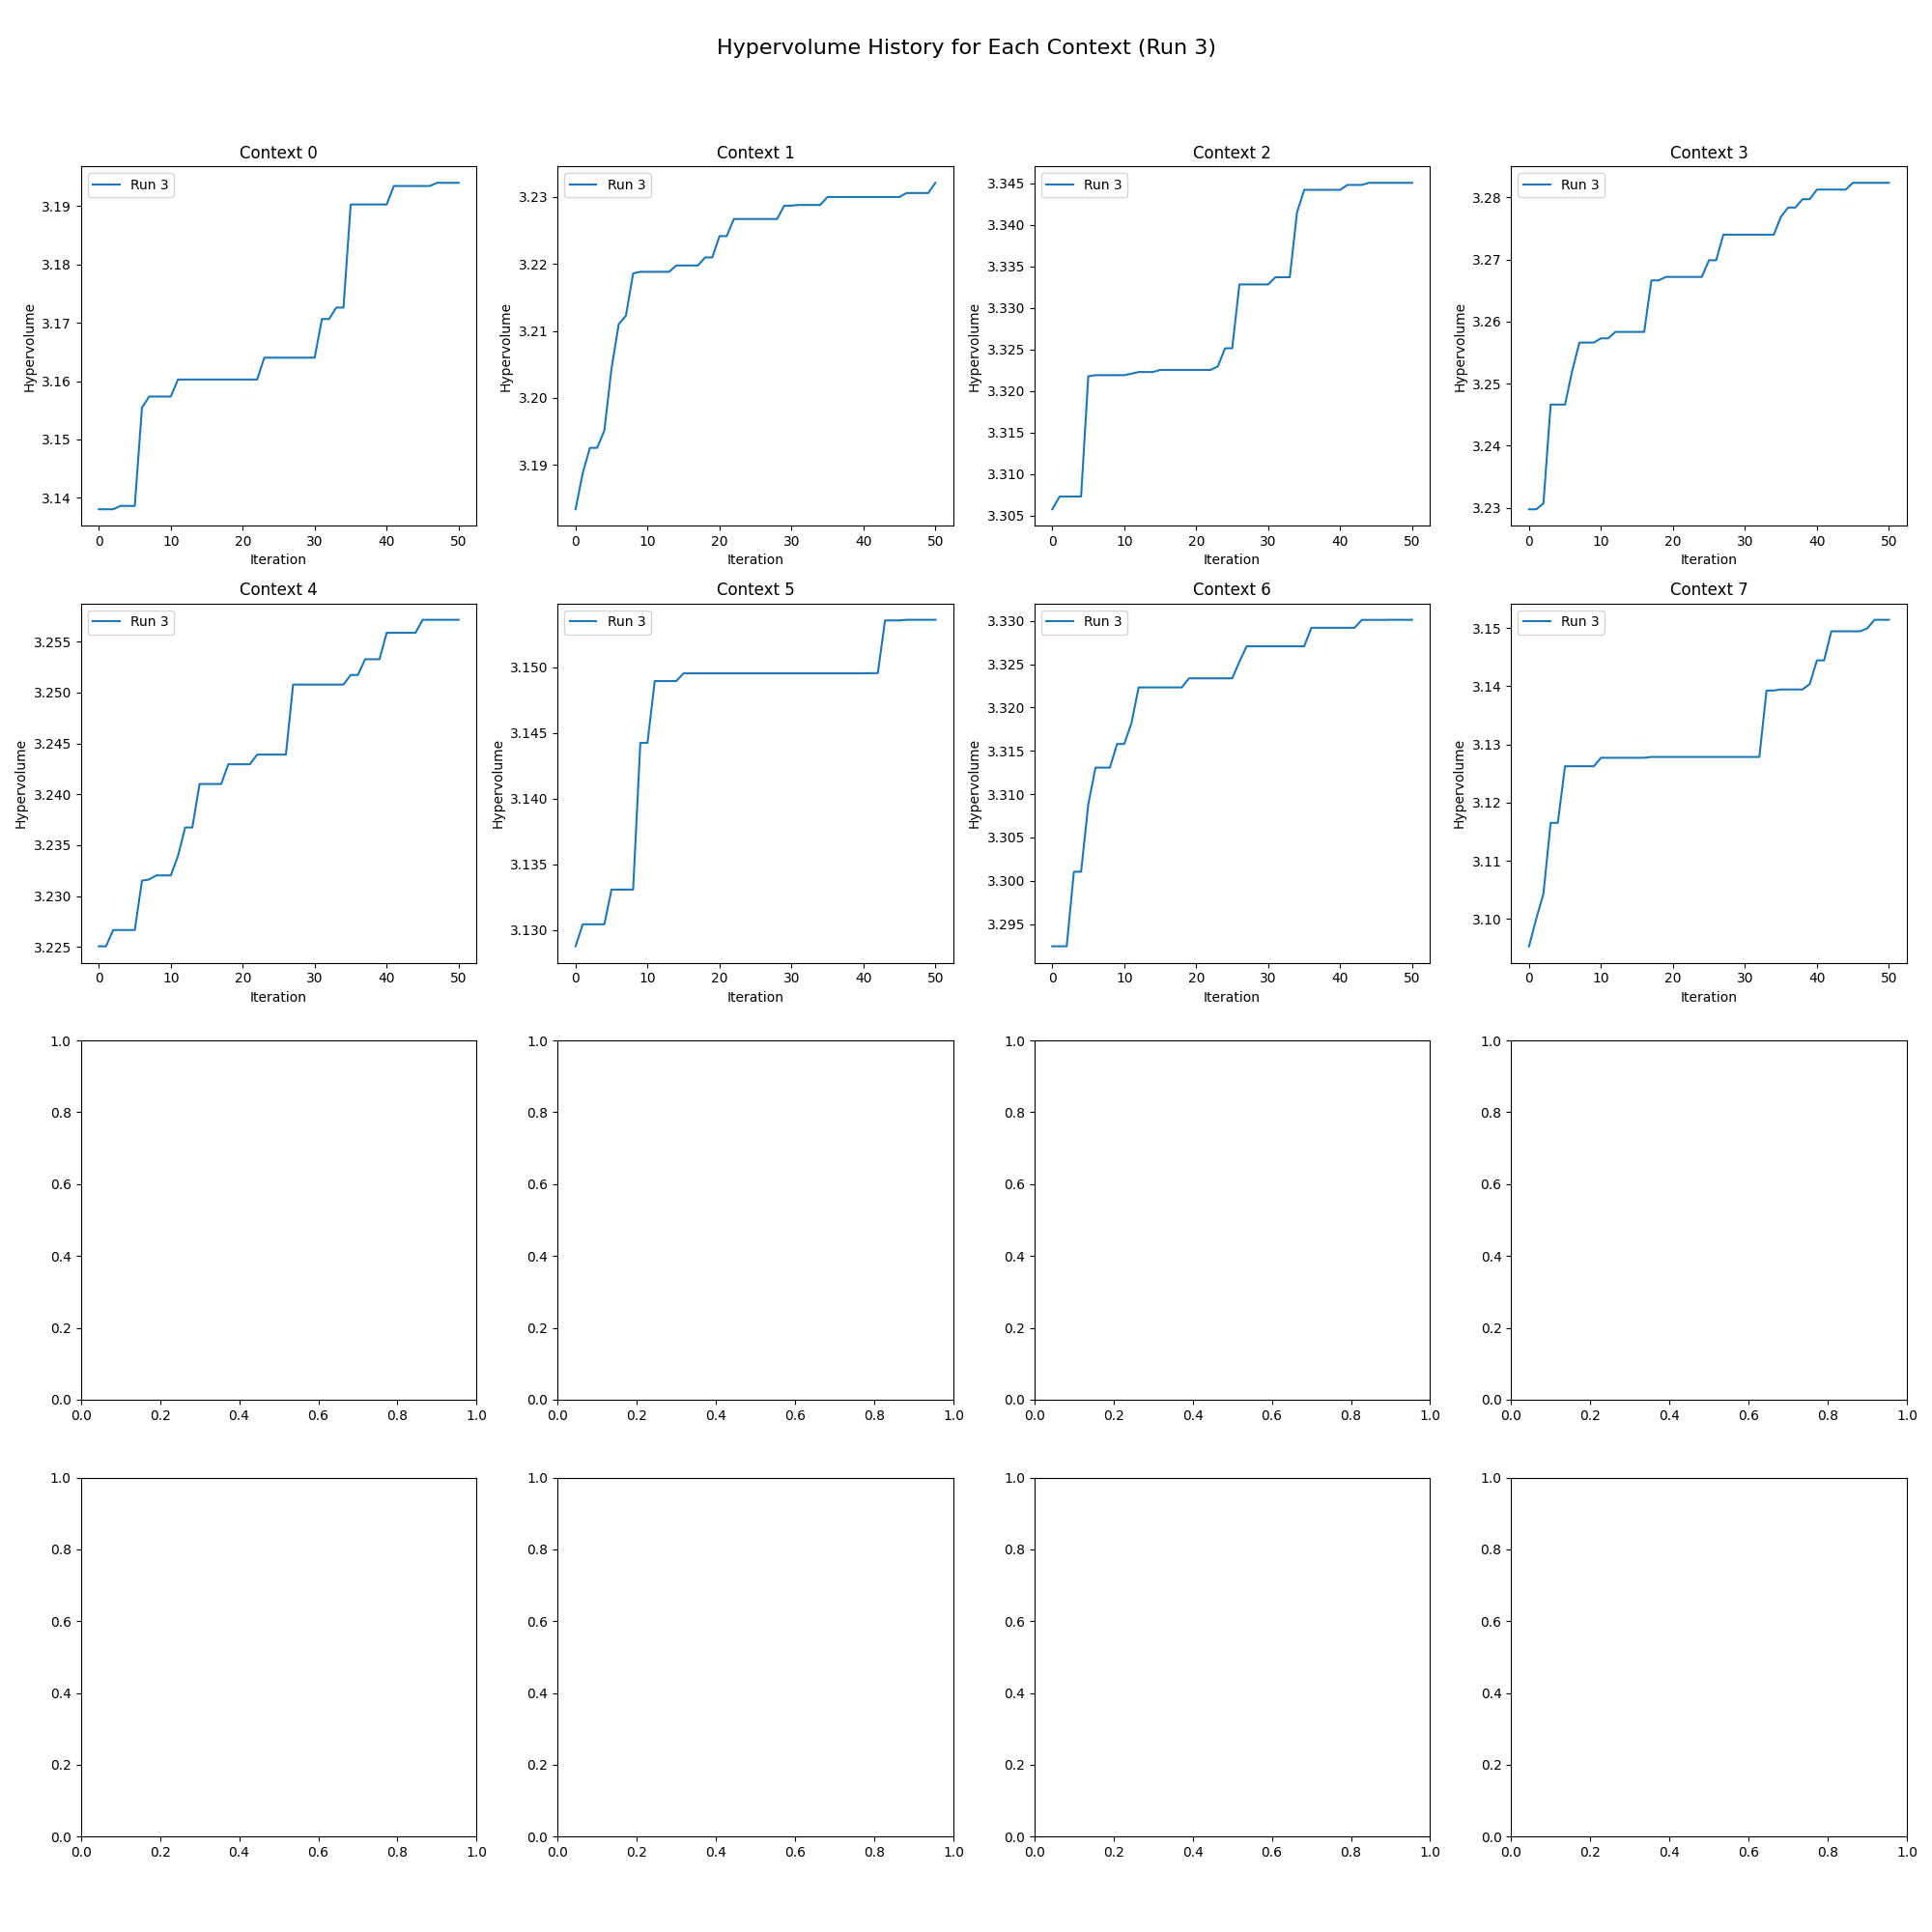 Hypervolume History for Each Context (Run 3)
Context 0
Run 3
Hypervolume
3.19
3.18
3.17
3.16
3.15
3.14
0 10 20 30 40 50
Iteration
Context 1
Run 3
Hypervolume
3.23
3.22
3.21
3.20
3.19
0 10 20 30 40 50
Iteration
Context 2
Run 3
Hypervolume
3.345
3.340
3.335
3.330
3.325
3.320
3.315
3.310
3.305
0 10 20 30 40 50
Iteration
Context 3
Run 3
Hypervolume
3.28
3.27
3.26
3.25
3.24
3.23
0 10 20 30 40 50
Iteration
Context 4
Run 3
Hypervolume
3.255
3.250
3.245
3.240
3.235
3.230
3.225
0 10 20 30 40 50
Iteration
Context 5
Run 3
Hypervolume
3.150
3.145
3.140
3.135
3.130
0 10 20 30 40 50
Iteration
Context 6
Run 3
Hypervolume
3.330
3.325
3.320
3.315
3.310
3.305
3.300
3.295
0 10 20 30 40 50
Iteration
Context 7
Run 3
Hypervolume
3.15
3.14
3.13
3.12
3.11
3.10
0 10 20 30 40 50
Iteration
1.0
0.8
0.6
0.4
0.2
0.0
0.0 0.2 0.4 0.6 0.8 1.0
1.0
0.8
0.6
0.4
0.2
0.0
0.0 0.2 0.4 0.6 0.8 1.0
1.0
0.8
0.6
0.4
0.2
0.0
0.0 0.2 0.4 0.6 0.8 1.0
1.0
0.8
0.6
0.4
0.2
0.0
0.0 0.2 0.4 0.6 0.8 1.0
1.0
0.8
0.6
0.4
0.2
0.0
0.0 0.2 0.4 0.6 0.8 1.0
1.0
0.8
0.6
0.4
0.2
0.0
0.0 0.2 0.4 0.6 0.8 1.0
1.0
0.8
0.6
0.4
0.2
0.0
0.0 0.2 0.4 0.6 0.8 1.0
1.0
0.8
0.6
0.4
0.2
0.0
0.0 0.2 0.4 0.6 0.8 1.0